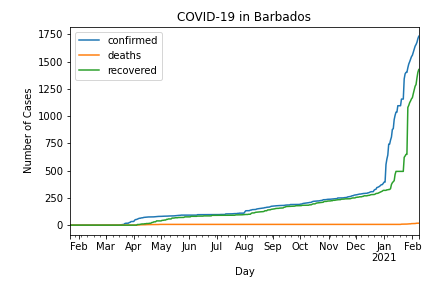 COVID-19 in Barbados
confirmed
deaths
recovered
Number of Cases
1750
1500
1250
1000
750
500
250
0
Feb Mar Apr May Jun Jul Aug Sep Oct Nov Dec Jan Feb
2021
Day